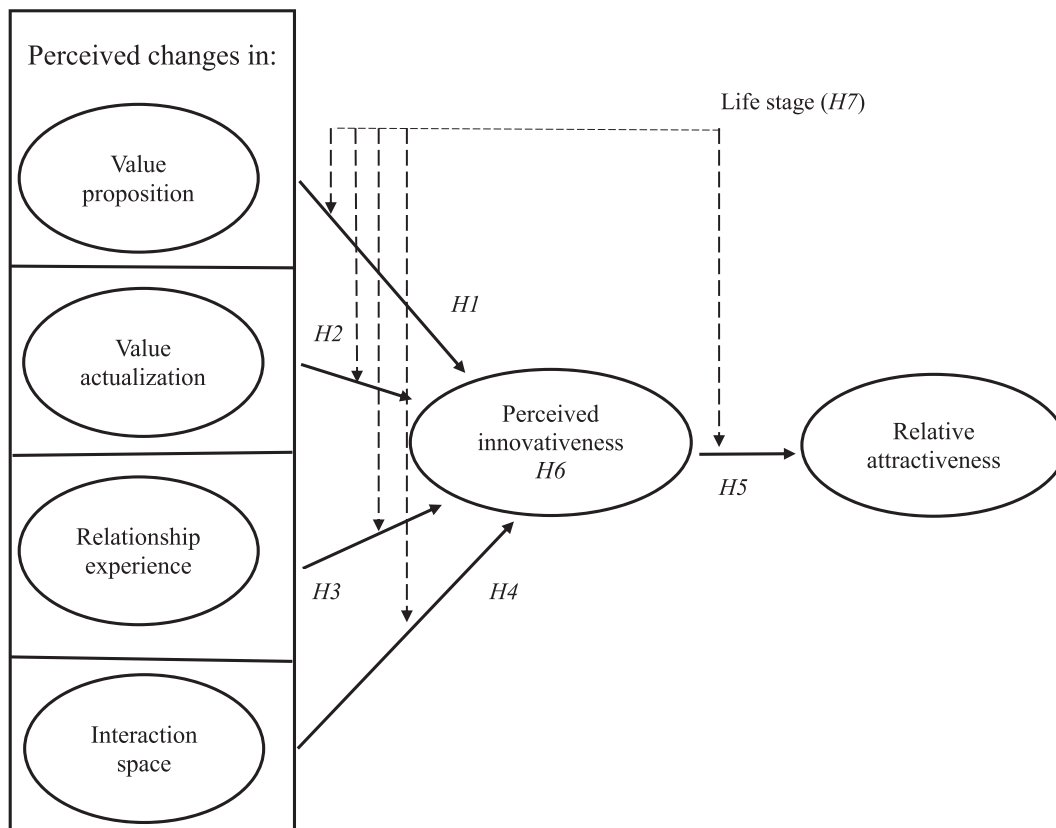 Perceived changes in:
Value
proposition
Value
actualization
Relationship
experience
Interaction
space
Life stage (H7)
H1
H2
H3
H4
Perceived
innovativeness
H6
H5
Relative
attractiveness